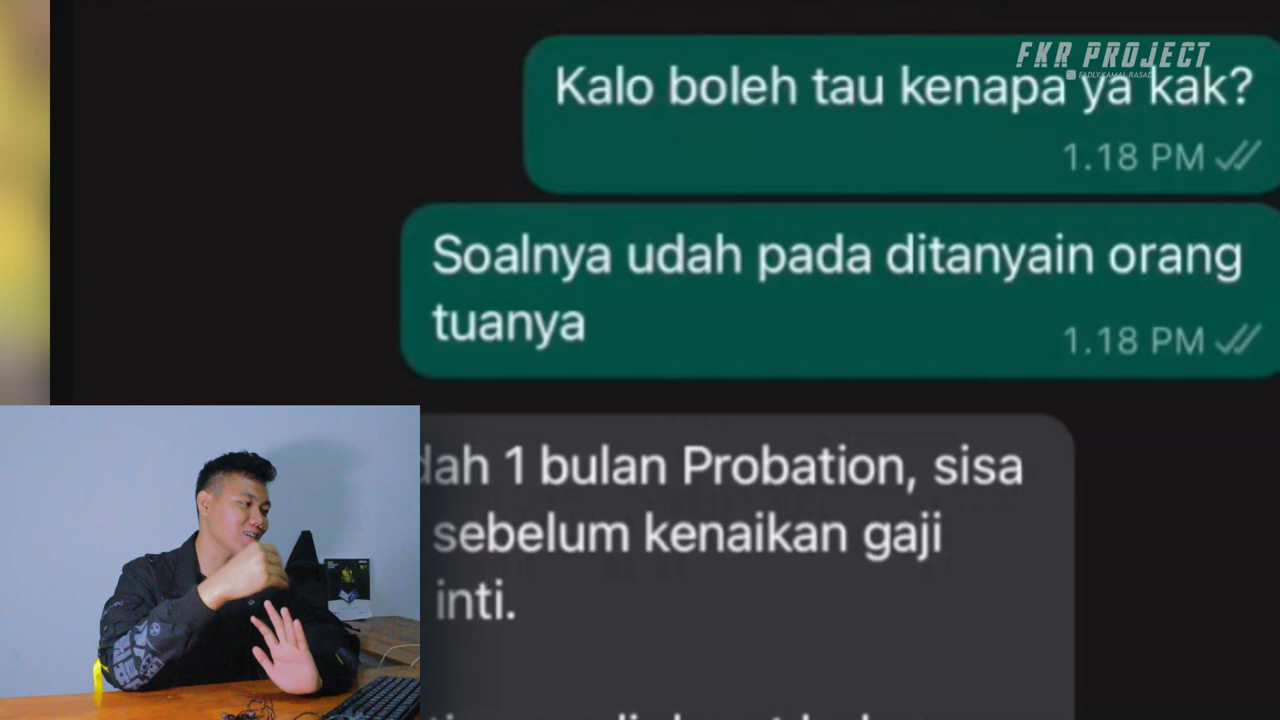 FKR PROJECT
FADLY.KAMAL.RASAD
Kalo boleh tau kenapa ya kak?
1.18 PM
Soalnya udah pada ditanyain orang
tuanya
1.18 PM
dah 1 bulan Probation, sisa
sebelum kenaikan gaji
inti.